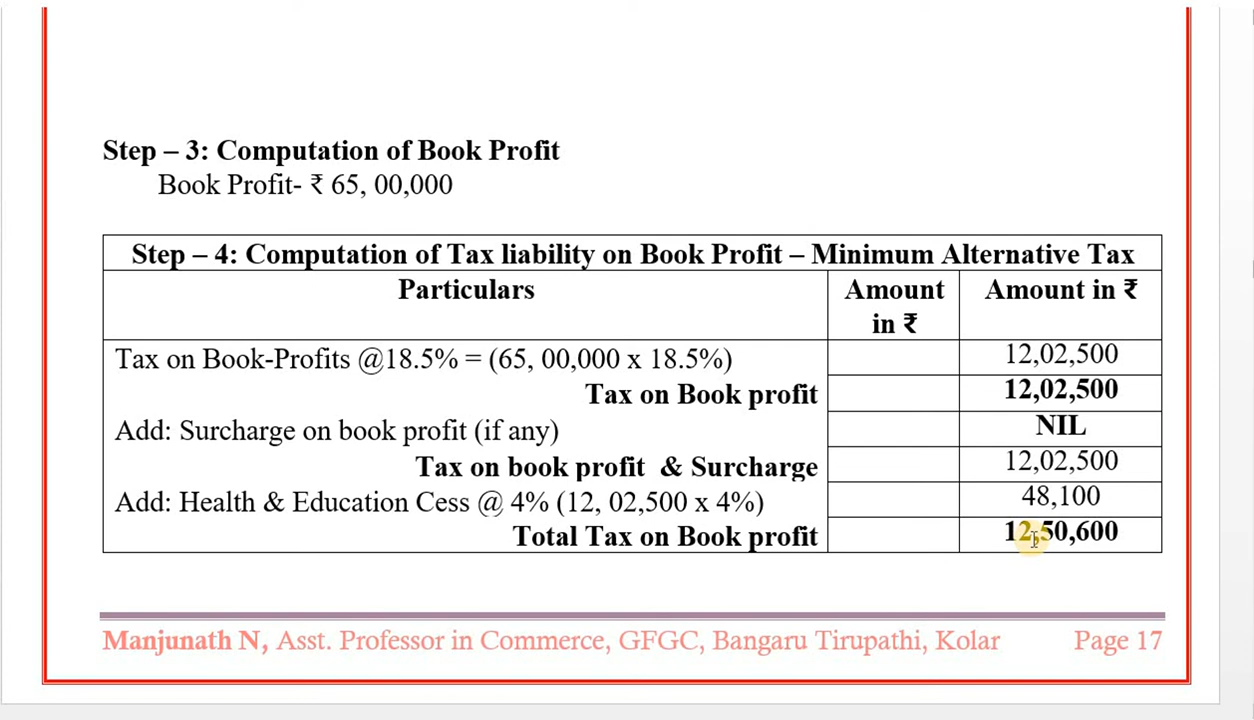 Step – 3: Computation of Book Profit
Book Profit- ₹ 65, 00,000
Step – 4: Computation of Tax liability on Book Profit – Minimum Alternative Tax
Particulars Amount in ₹ Amount in ₹
Tax on Book-Profits @18.5% = (65, 00,000 x 18.5%) 12,02,500
Tax on Book profit 12,02,500
Add: Surcharge on book profit (if any) NIL
Tax on book profit & Surcharge 12,02,500
Add: Health & Education Cess @ 4% (12, 02,500 x 4%) 48,100
Total Tax on Book profit 12,50,600
Manjunath N, Asst. Professor in Commerce, GFGC, Bangaru Tirupathi, Kolar Page 17